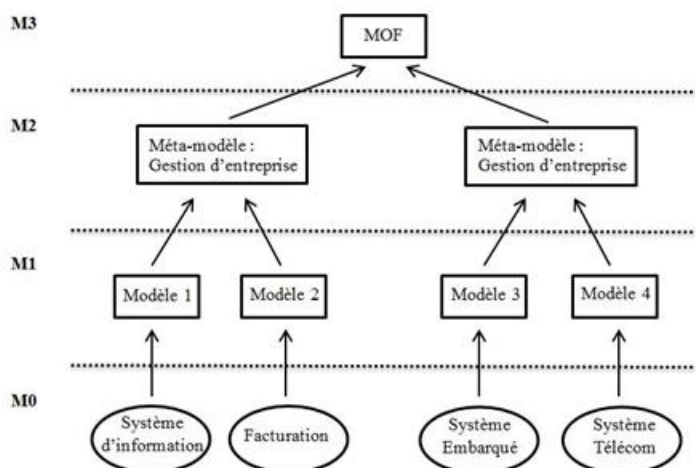 M3
MOF
M2
Méta-modèle :
Gestion d'entreprise
Méta-modèle :
Gestion d'entreprise
M1
Modèle 1
Modèle 2
Modèle 3
Modèle 4
M0
Système
d'information
Facturation
Système
Embarqué
Système
Télécom